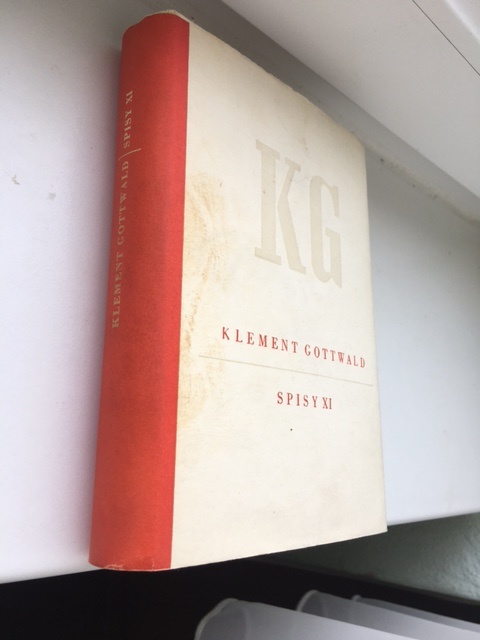 KLEMENT GOTTWALD / SPISY XI
KG
KLEMENT GOTTWALD
SPISY XI